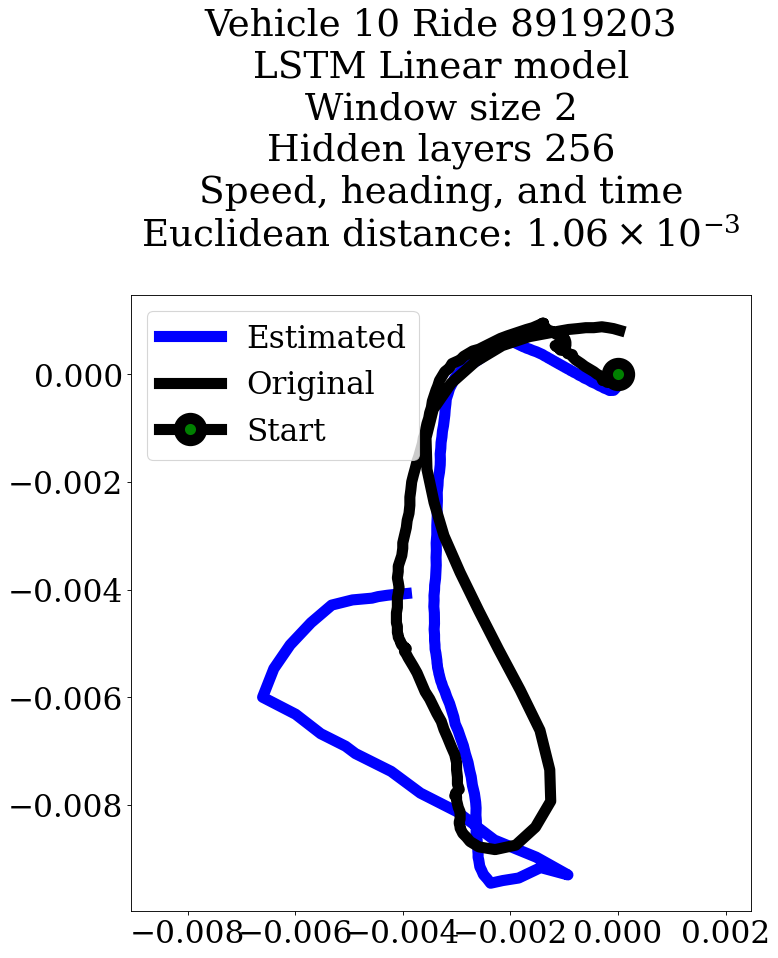 Vehicle 10 Ride 8919203
LSTM Linear model
Window size 2
Hidden layers 256
Speed, heading, and time
Euclidean distance: 1.06 × 10⁻³
Estimated
Original
Start
0.000
−0.002
−0.004
−0.006
−0.008
−0.008 −0.006 −0.004 −0.002 0.000 0.002